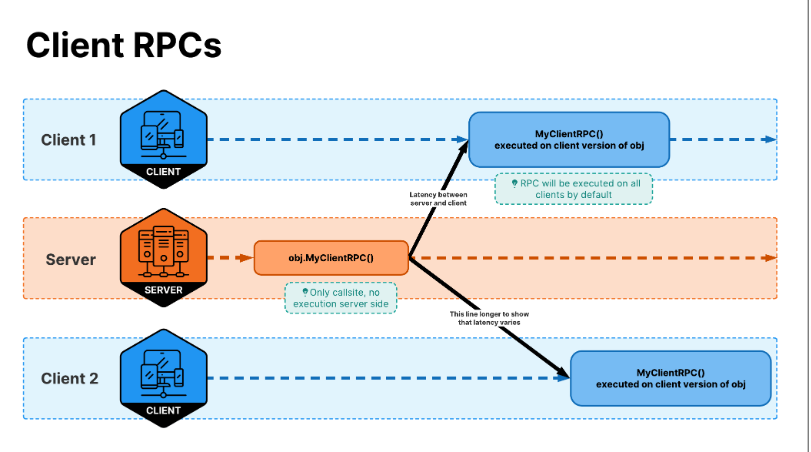 Client RPCs
Client 1
CLIENT
MyClientRPC()
executed on client version of obj
RPC will be executed on all
clients by default
Latency between
server and client
Server
SERVER
obj.MyClientRPC()
Only callsite, no
execution server side
This line longer to show
that latency varies
Client 2
CLIENT
MyClientRPC()
executed on client version of obj